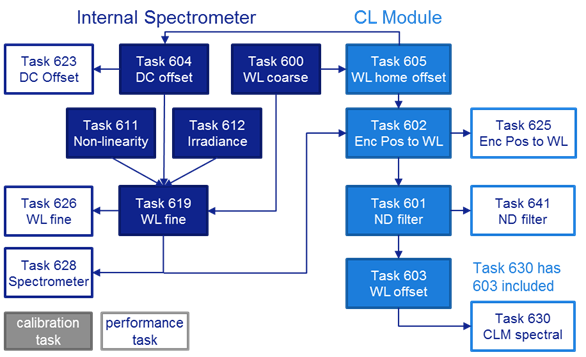 Internal Spectrometer
CL Module
Task 623
DC Offset
Task 604
DC offset
Task 600
WL coarse
Task 605
WL home offset
Task 611
Non-linearity
Task 612
Irradiance
Task 602
Enc Pos to WL
Task 625
Enc Pos to WL
Task 626
WL fine
Task 619
WL fine
Task 601
ND filter
Task 641
ND filter
Task 628
Spectrometer
Task 603
WL offset
Task 630 has
603 included
calibration
task
performance
task
Task 630
CLM spectral